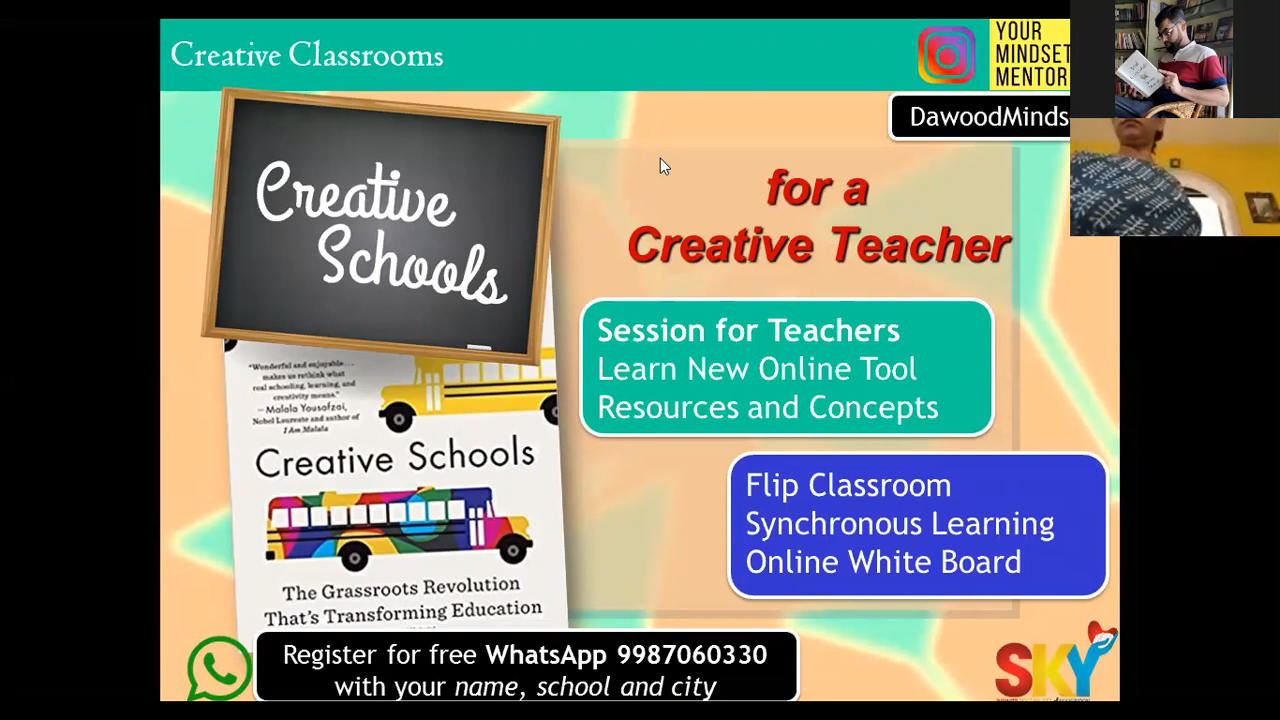 Creative Classrooms
YOUR
MINDSET
MENTOR
DawoodMinds
Creative
Schools
for a
Creative Teacher
"Wonderful and enjoyable...
makes us rethink what
real schooling, learning, and
creativity means."
—Malala Yousafzai,
Nobel Laureate and author of
I Am Malala
Creative Schools
The Grassroots Revolution
That's Transforming Education
Session for Teachers
Learn New Online Tool
Resources and Concepts
Flip Classroom
Synchronous Learning
Online White Board
Register for free WhatsApp 9987060330
with your name, school and city
SKY